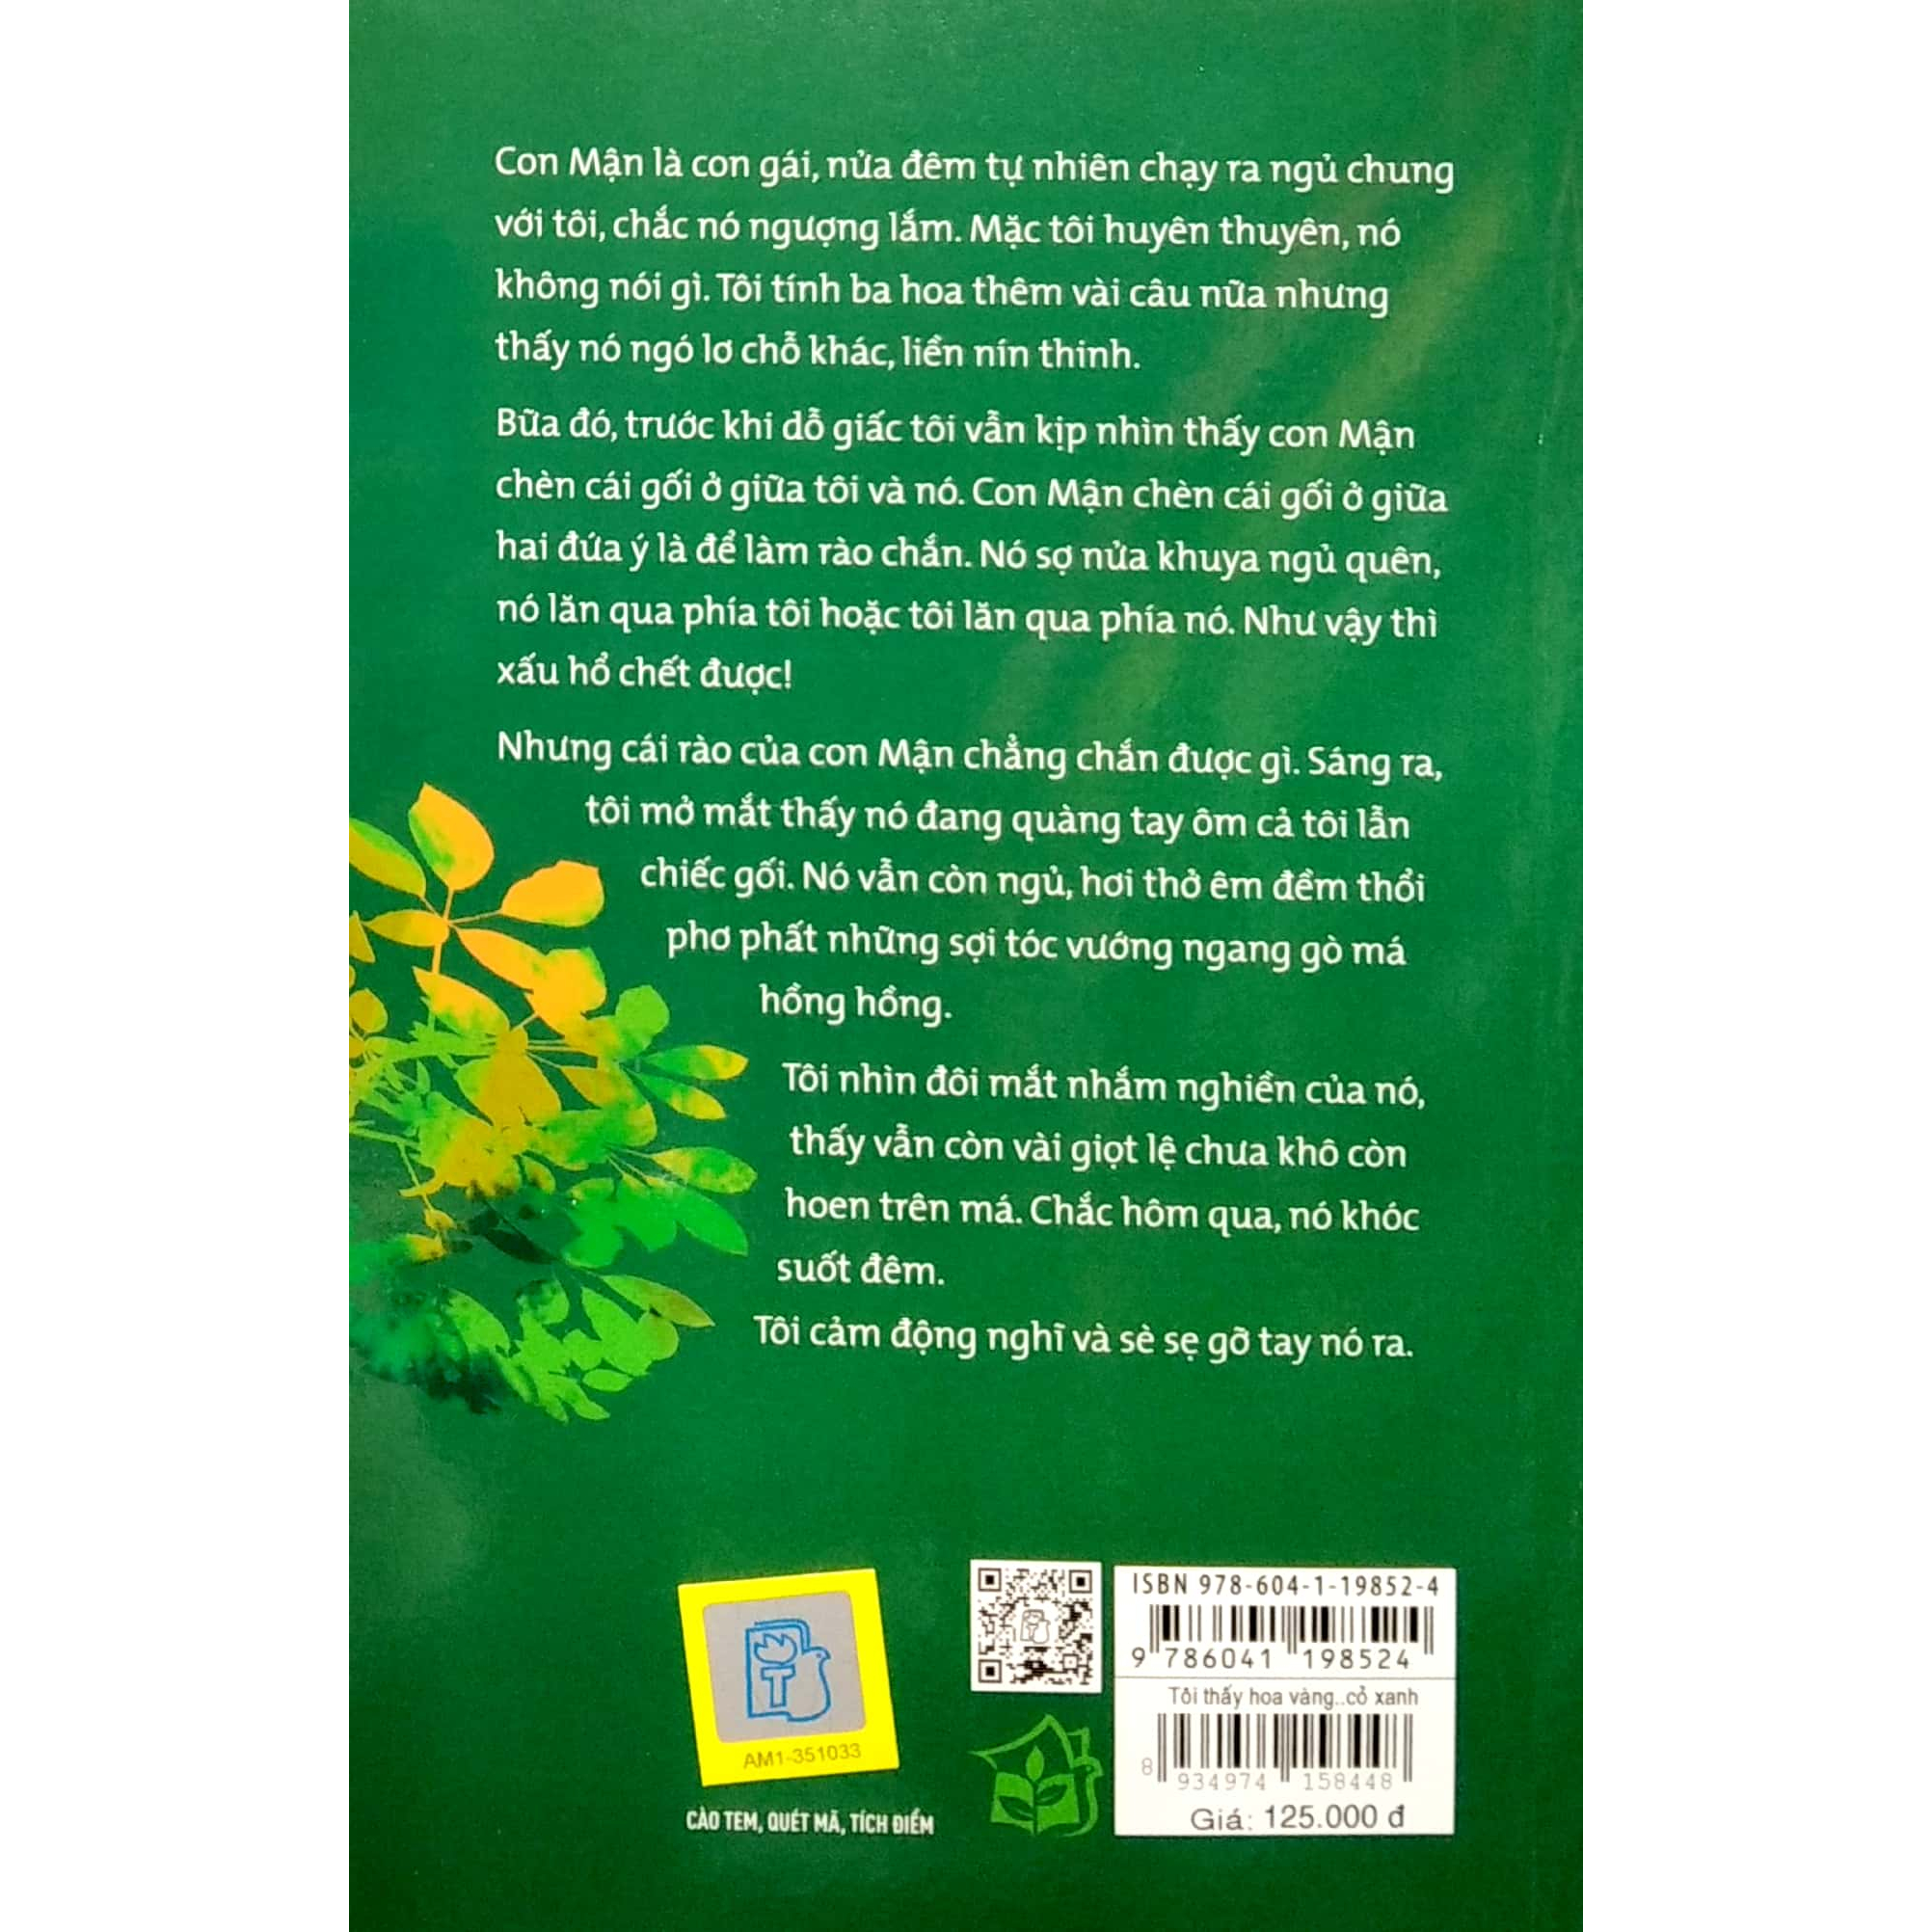 Con Mận là con gái, nửa đêm tự nhiên chạy ra ngủ chung
với tôi, chắc nó ngượng lắm. Mặc tôi huyên thuyên, nó
không nói gì. Tôi tính ba hoa thêm vài câu nữa nhưng
thấy nó ngó lơ chỗ khác, liền nín thinh.
Bữa đó, trước khi dỗ giấc tôi vẫn kịp nhìn thấy con Mận
chèn cái gối ở giữa tôi và nó. Con Mận chèn cái gối ở giữa
hai đứa ý là để làm rào chắn. Nó sợ nửa khuya ngủ quên,
nó lăn qua phía tôi hoặc tôi lăn qua phía nó. Như vậy thì
xấu hổ chết được!
Nhưng cái rào của con Mận chẳng chắn được gì. Sáng ra,
tôi mở mắt thấy nó đang quàng tay ôm cả tôi lẫn
chiếc gối. Nó vẫn còn ngủ, hơi thở êm đềm thổi
phơ phất những sợi tóc vướng ngang gò má
hồng hồng.
Tôi nhìn đôi mắt nhắm nghiền của nó,
thấy vẫn còn vài giọt lệ chưa khô còn
hoen trên má. Chắc hôm qua, nó khóc
suốt đêm.
Tôi cảm động nghĩ và sè sẹ gỡ tay nó ra.
T
AM1-351033
CÀO TEM, QUÉT MÃ, TÍCH ĐIỂM
ISBN 978-604-1-19852-4
9 786041 198524
Tôi thấy hoa vàng..cỏ xanh
8 934974 158448
Giá: 125.000 đ